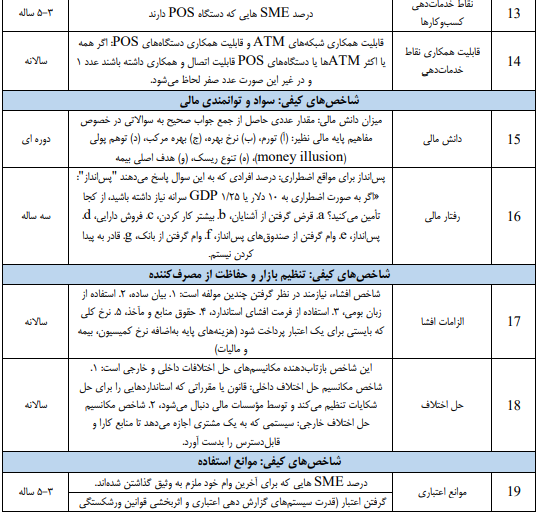 13
نقاط خدمات‌دهی
کسب‌وکارها
درصد SME هایی که دستگاه POS دارند
۳-۵ ساله
14
قابلیت همکاری نقاط
خدمات‌دهی
قابلیت همکاری شبکه‌های ATM و قابلیت همکاری دستگاه‌های POS: اگر همه
یا اکثر ATMها یا دستگاه‌های POS قابلیت اتصال و همکاری داشته باشند عدد ۱
و در غیر این صورت عدد صفر لحاظ می‌شود.
سالانه
شاخص‌های کیفی: سواد و توانمندی مالی
15
دانش مالی
میزان دانش مالی: مقدار عددی حاصل از جمع جواب صحیح به سوالاتی در خصوص
مفاهیم پایه مالی نظیر: (آ) تورم، (ب) نرخ بهره، (ج) بهره مرکب، (د) توهم پولی
(money illusion)، (ه) تنوع ریسک، (و) هدف اصلی بیمه
دوره ای
16
رفتار مالی
پس‌انداز برای مواقع اضطراری: درصد افرادی که به این سوال پاسخ می‌دهند "پس‌انداز":
«اگر به صورت اضطراری به ۱۰ دلار یا ۱/۲۵ GDP سرانه نیاز داشته باشید، از کجا
تأمین می‌کنید؟ a. قرض گرفتن از آشنایان، b. بیشتر کار کردن، c. فروش دارایی، d.
پس‌انداز، e. وام گرفتن از صندوق‌های پس‌انداز، f. وام گرفتن از بانک، g. قادر به پیدا
کردن نیستم.
سه ساله
شاخص‌های کیفی: تنظیم بازار و حفاظت از مصرف‌کننده
17
الزامات افشا
شاخص افشاء، نیازمند در نظر گرفتن چندین مولفه است: ۱. بیان ساده، ۲. استفاده از
زبان بومی، ۳. استفاده از فرمت افشای استاندارد، ۴. حقوق منابع و مآخذ، ۵. نرخ کلی
که بایستی برای یک اعتبار پرداخت شود (هزینه‌های پایه به‌اضافه نرخ کمیسیون، بیمه
و مالیات)
سالانه
18
حل اختلاف
این شاخص بازتاب‌دهنده مکانیسم‌های حل اختلافات داخلی و خارجی است: ۱.
شاخص مکانسیم حل اختلاف داخلی: قانون یا مقرراتی که استانداردهایی را برای حل
شکایات تنظیم می‌کند و توسط مؤسسات مالی دنبال می‌شود، ۲. شاخص مکانسیم
حل اختلاف خارجی: سیستمی که به یک مشتری اجازه می‌دهد تا منابع کارا و
قابل‌دسترس را بدست آورد.
سالانه
شاخص‌های کیفی: موانع استفاده
19
موانع اعتباری
درصد SME هایی که برای آخرین وام خود ملزم به وثیق گذاشتن شده‌اند.
گرفتن اعتبار (قدرت سیستم‌های گزارش دهی اعتباری و اثربخشی قوانین ورشکستگی
۳-۵ ساله